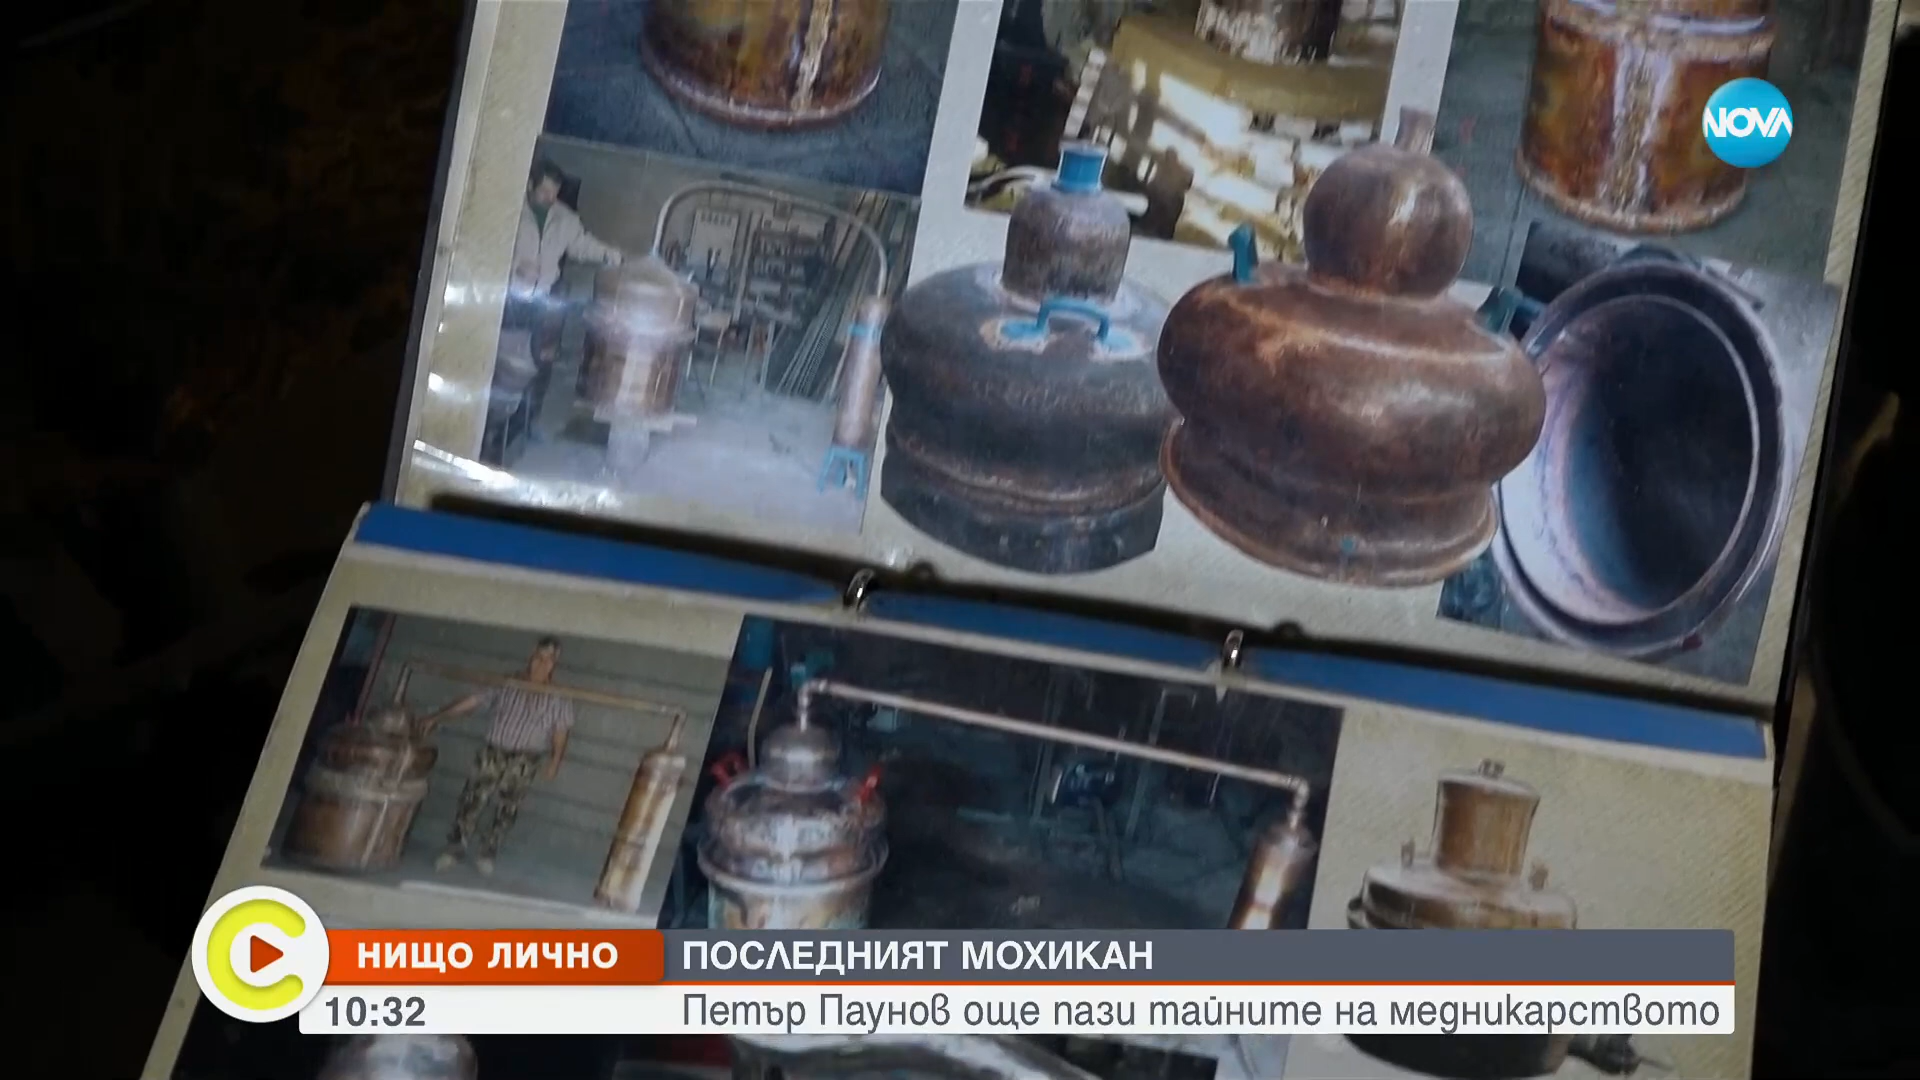 NOVA
НИЩО ЛИЧНО
ПОСЛЕДНИЯТ МОХИКАН
10:32
Петър Паунов още пази тайните на медникарството